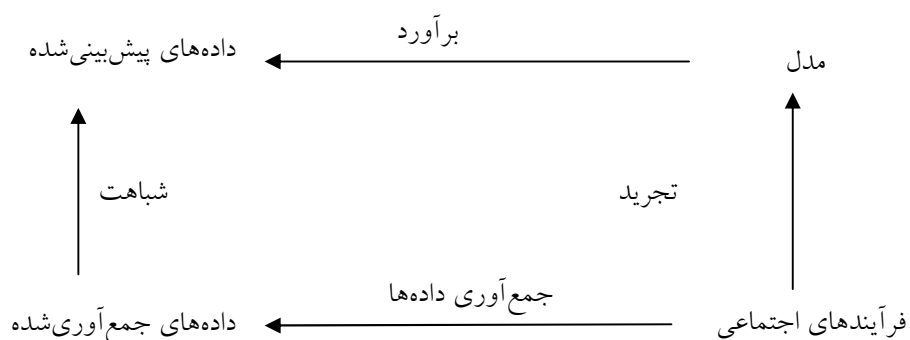 برآورد
مدل
داده‌های پیش‌بینی‌شده
تجرید
شباهت
جمع‌آوری داده‌ها
فرآیندهای اجتماعی
داده‌های جمع‌آوری‌شده